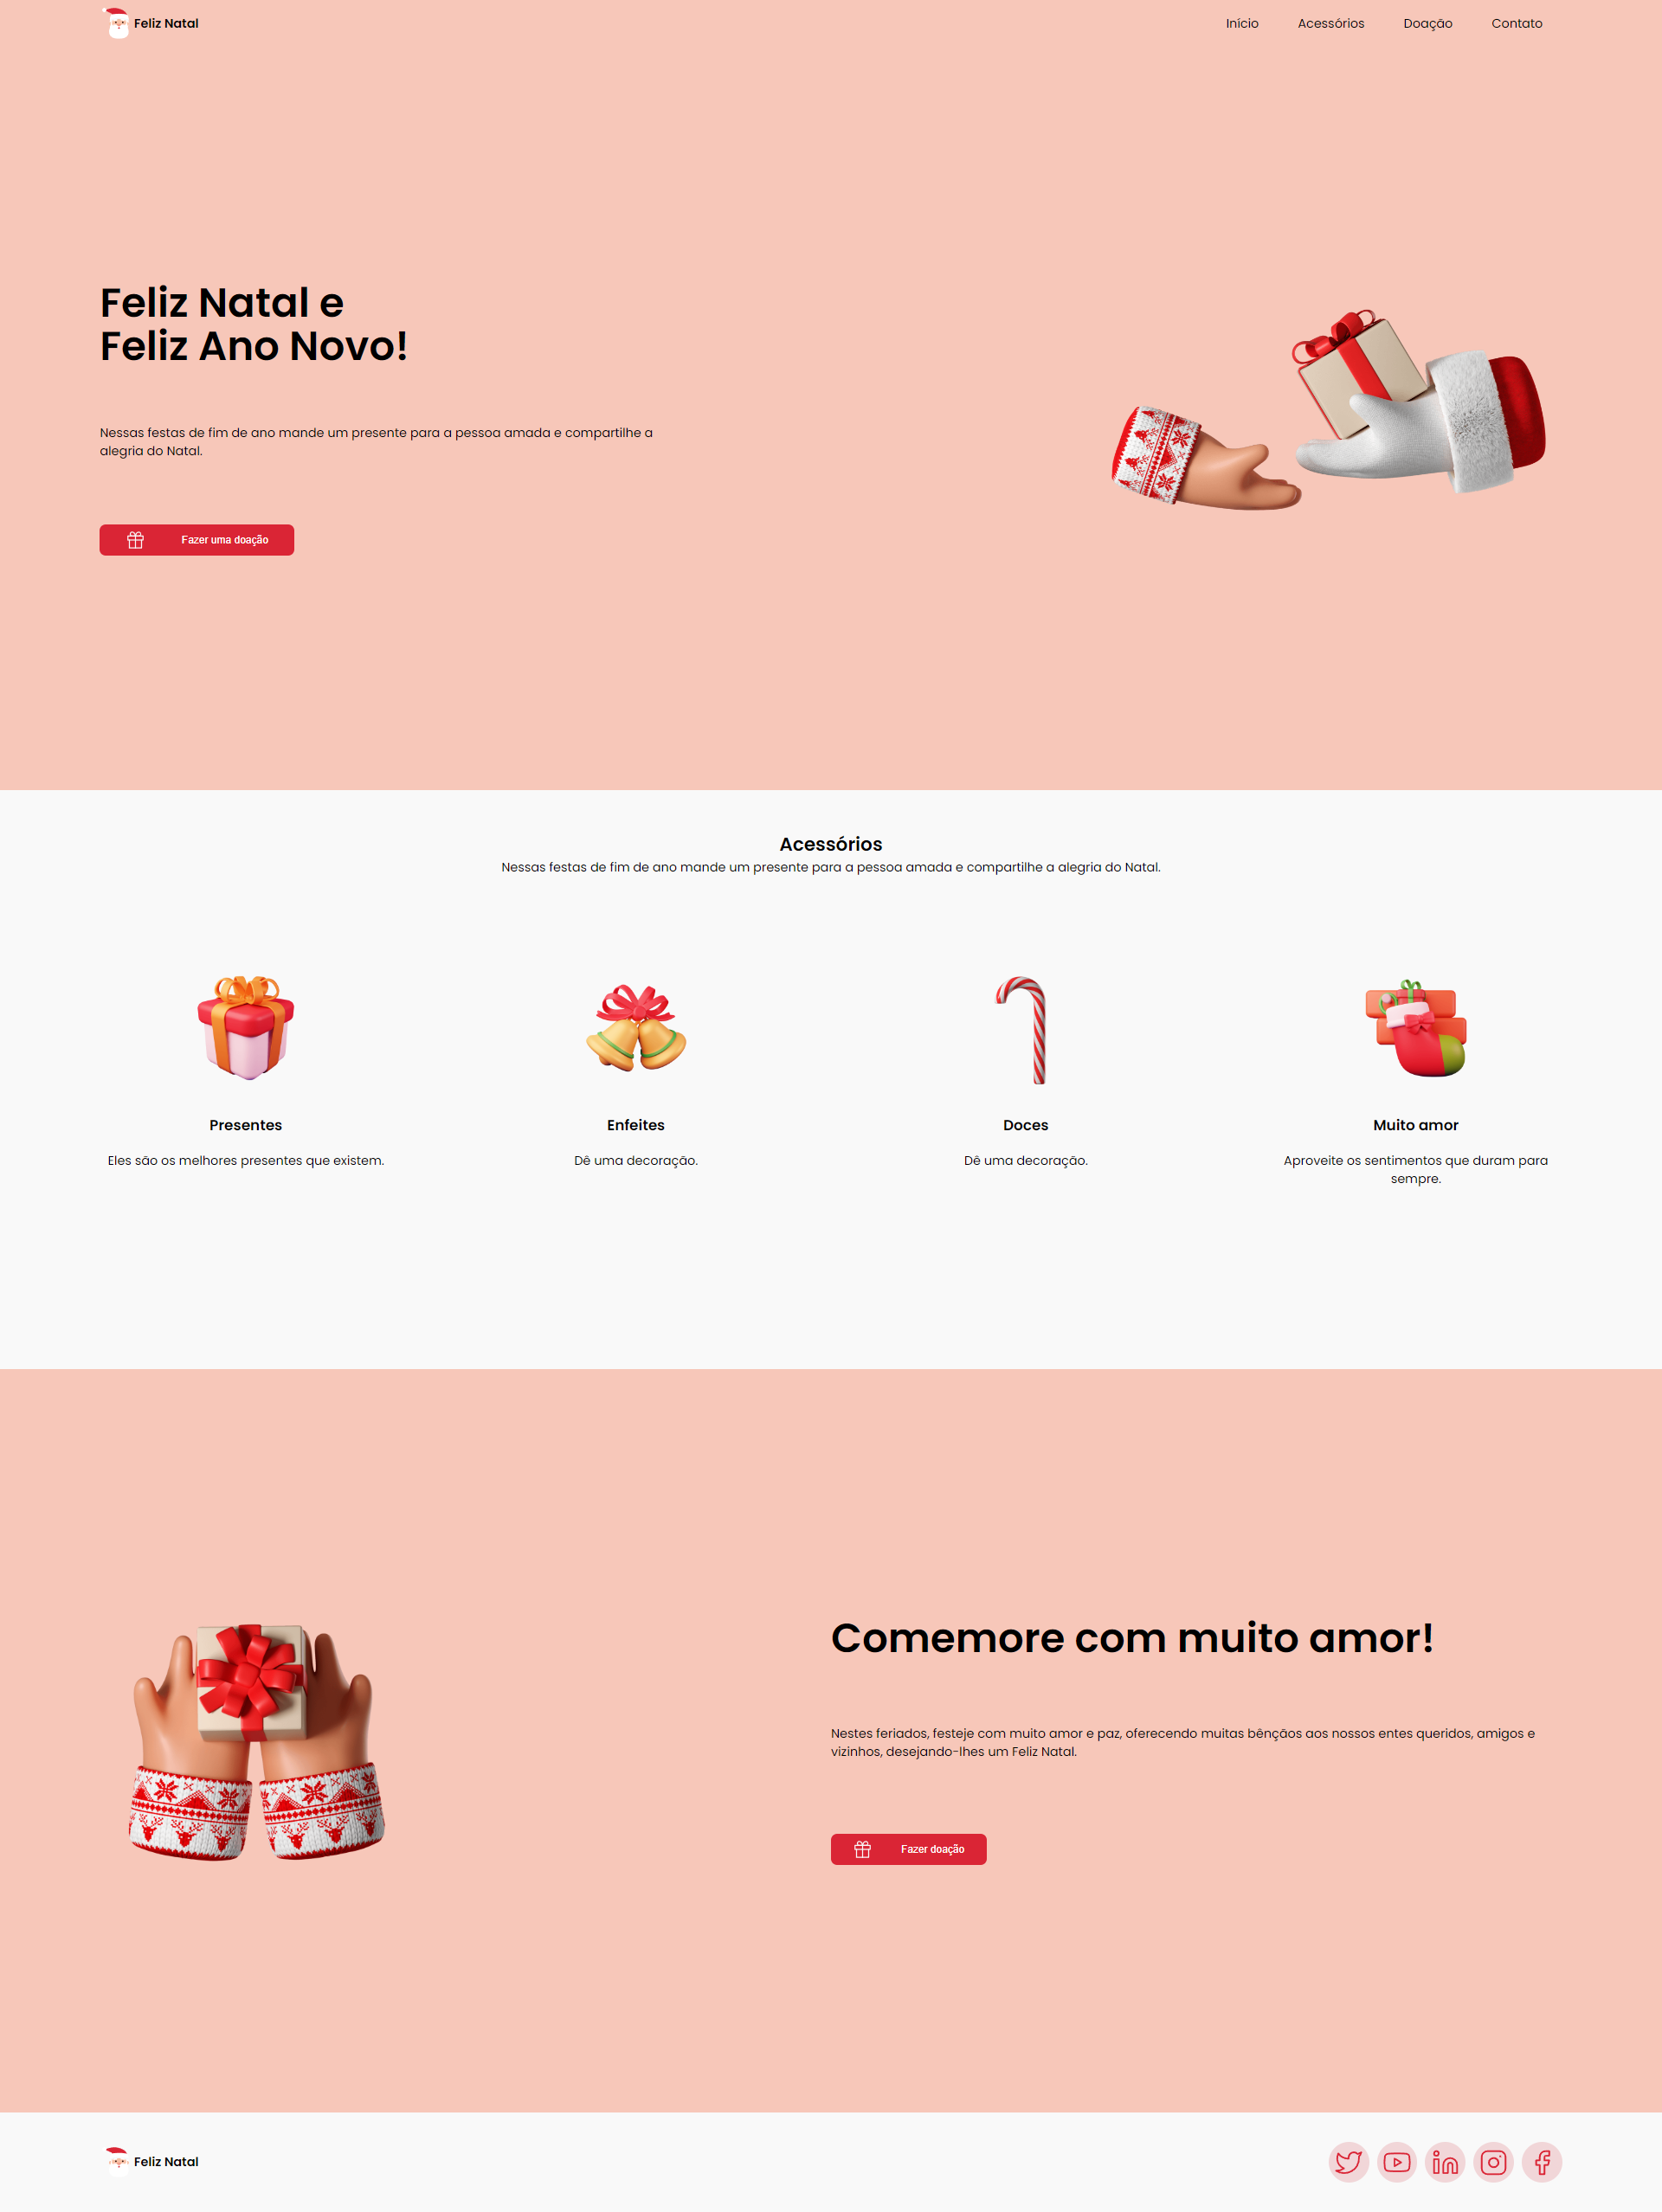 Feliz Natal
Início
Acessórios
Doação
Contato
Feliz Natal e
Feliz Ano Novo!
Nessas festas de fim de ano mande um presente para a pessoa amada e compartilhe a
alegria do Natal.
Fazer uma doação
Acessórios
Nessas festas de fim de ano mande um presente para a pessoa amada e compartilhe a alegria do Natal.
Presentes
Eles são os melhores presentes que existem.
Enfeites
Dê uma decoração.
Doces
Dê uma decoração.
Muito amor
Aproveite os sentimentos que duram para
sempre.
Comemore com muito amor!
Nestes feriados, festeje com muito amor e paz, oferecendo muitas bênçãos aos nossos entes queridos, amigos e
vizinhos, desejando-lhes um Feliz Natal.
Fazer doação
Feliz Natal